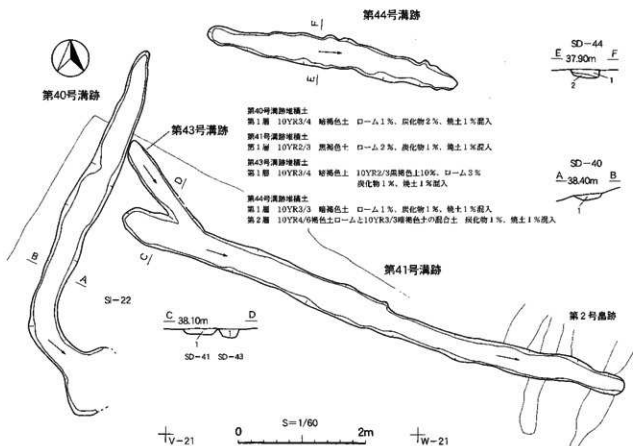 第44号溝跡
F
E
SD-44
E 37.90m F
2 1
第40号溝跡
第43号溝跡
第40号溝跡堆積土
第1層 10YR3/4 暗褐色土 ローム1%、炭化物2%、焼土1%混入
第41号溝跡堆積土
第1層 10YR2/3 黒褐色土 ローム2%、炭化物1%、焼土1%混入
第43号溝跡堆積土
第1層 10YR3/4 暗褐色土 10YR2/3黒褐色土10%、ローム3%
炭化物1%、焼土1%混入
第44号溝跡堆積土
第1層 10YR3/3 暗褐色土 ローム1%、炭化物1%、焼土1%混入
第2層 10YR4/6褐色土ロームと10YR3/3暗褐色土の混合土 炭化物1%、焼土1%混入
SD-40
A 38.40m B
1
D
C
B
A
SI-22
第41号溝跡
C 38.10m D
1 1
SD-41 SD-43
第2号畠跡
S=1/60
V-21
0 2m
W-21